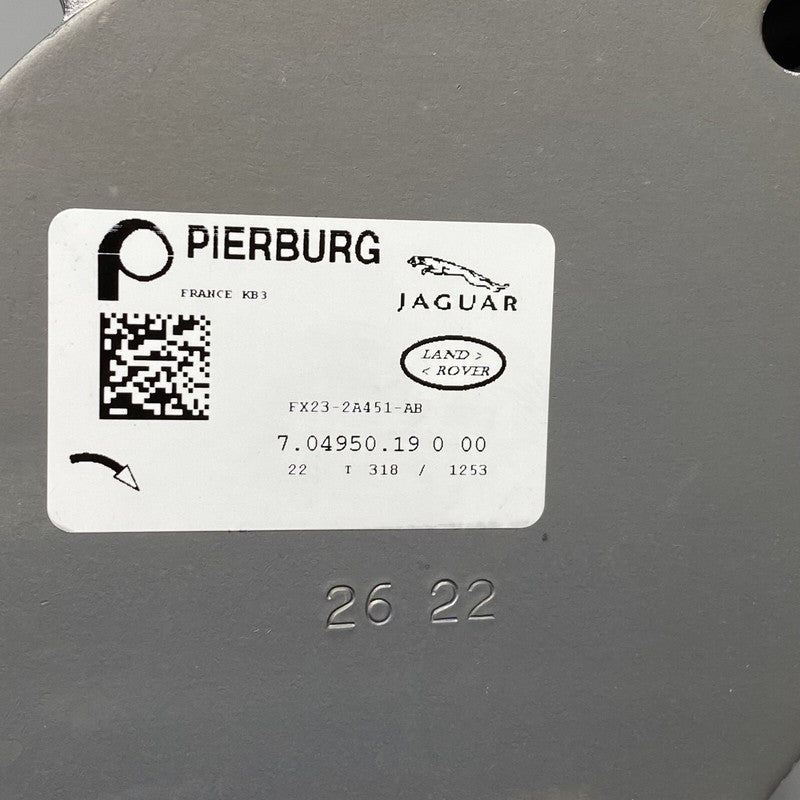 PIERBURG
FRANCE KB3
JAGUAR
LAND >
< ROVER
FX23-2A451-AB
7.04950.19 0 00
22 T 318 / 1253
26 22